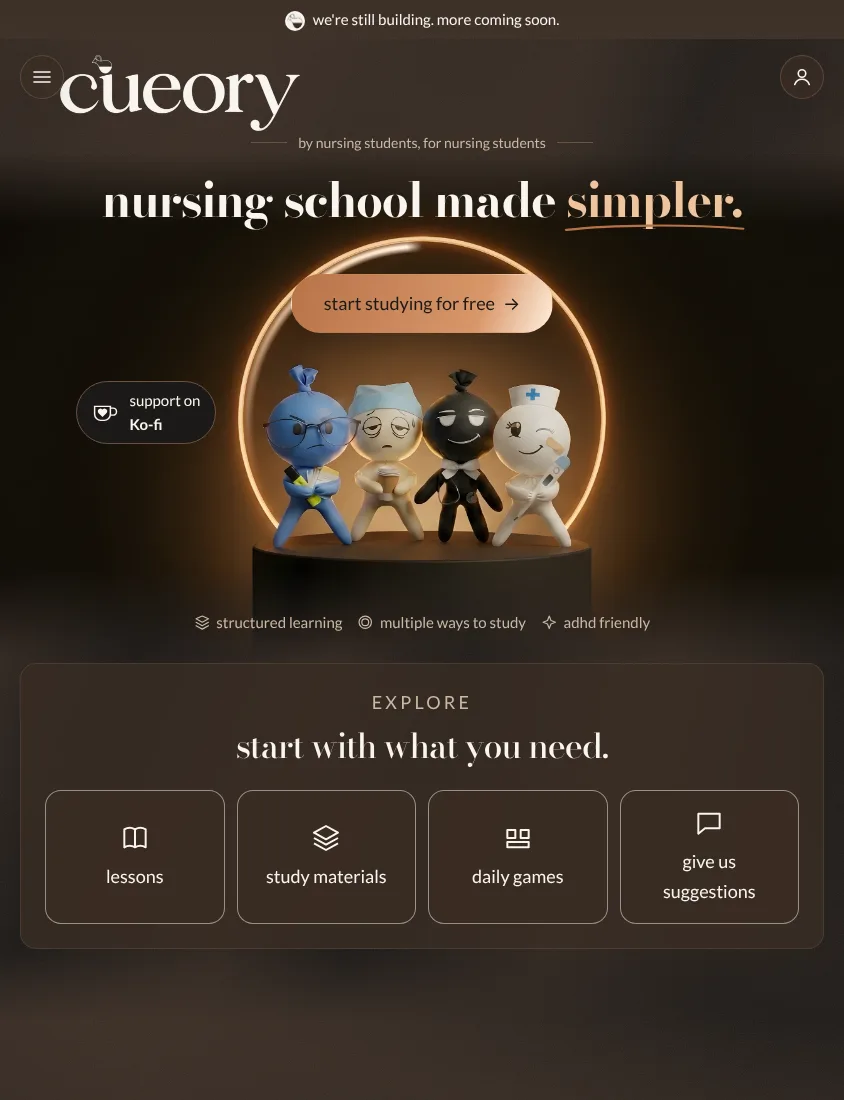 we're still building. more coming soon.
cueory
by nursing students, for nursing students
nursing school made simpler.
start studying for free →
support on
Ko-fi
structured learning multiple ways to study adhd friendly
EXPLORE
start with what you need.
lessons
study materials
daily games
give us
suggestions